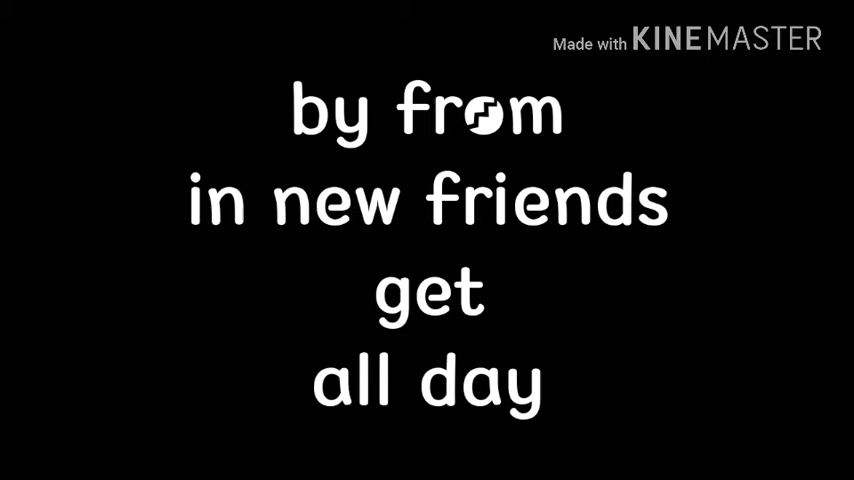 Made with KINEMASTER
by from
in new friends
get
all day